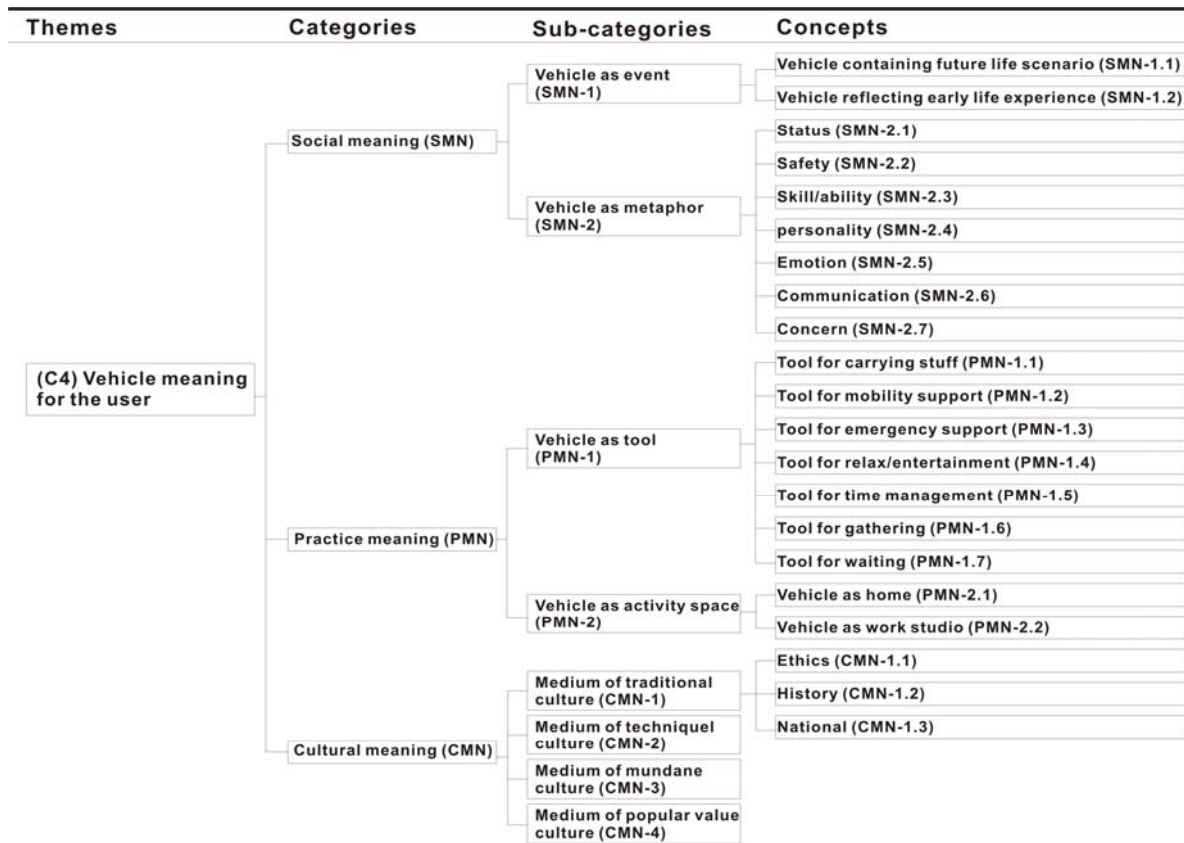 Themes
Categories
Sub-categories
Concepts
(C4) Vehicle meaning
for the user
Social meaning (SMN)
Vehicle as event
(SMN-1)
Vehicle containing future life scenario (SMN-1.1)
Vehicle reflecting early life experience (SMN-1.2)
Vehicle as metaphor
(SMN-2)
Status (SMN-2.1)
Safety (SMN-2.2)
Skill/ability (SMN-2.3)
personality (SMN-2.4)
Emotion (SMN-2.5)
Communication (SMN-2.6)
Concern (SMN-2.7)
Practice meaning (PMN)
Vehicle as tool
(PMN-1)
Tool for carrying stuff (PMN-1.1)
Tool for mobility support (PMN-1.2)
Tool for emergency support (PMN-1.3)
Tool for relax/entertainment (PMN-1.4)
Tool for time management (PMN-1.5)
Tool for gathering (PMN-1.6)
Tool for waiting (PMN-1.7)
Vehicle as activity space
(PMN-2)
Vehicle as home (PMN-2.1)
Vehicle as work studio (PMN-2.2)
Cultural meaning (CMN)
Medium of traditional
culture (CMN-1)
Ethics (CMN-1.1)
History (CMN-1.2)
National (CMN-1.3)
Medium of techniquel
culture (CMN-2)
Medium of mundane
culture (CMN-3)
Medium of popular value
culture (CMN-4)